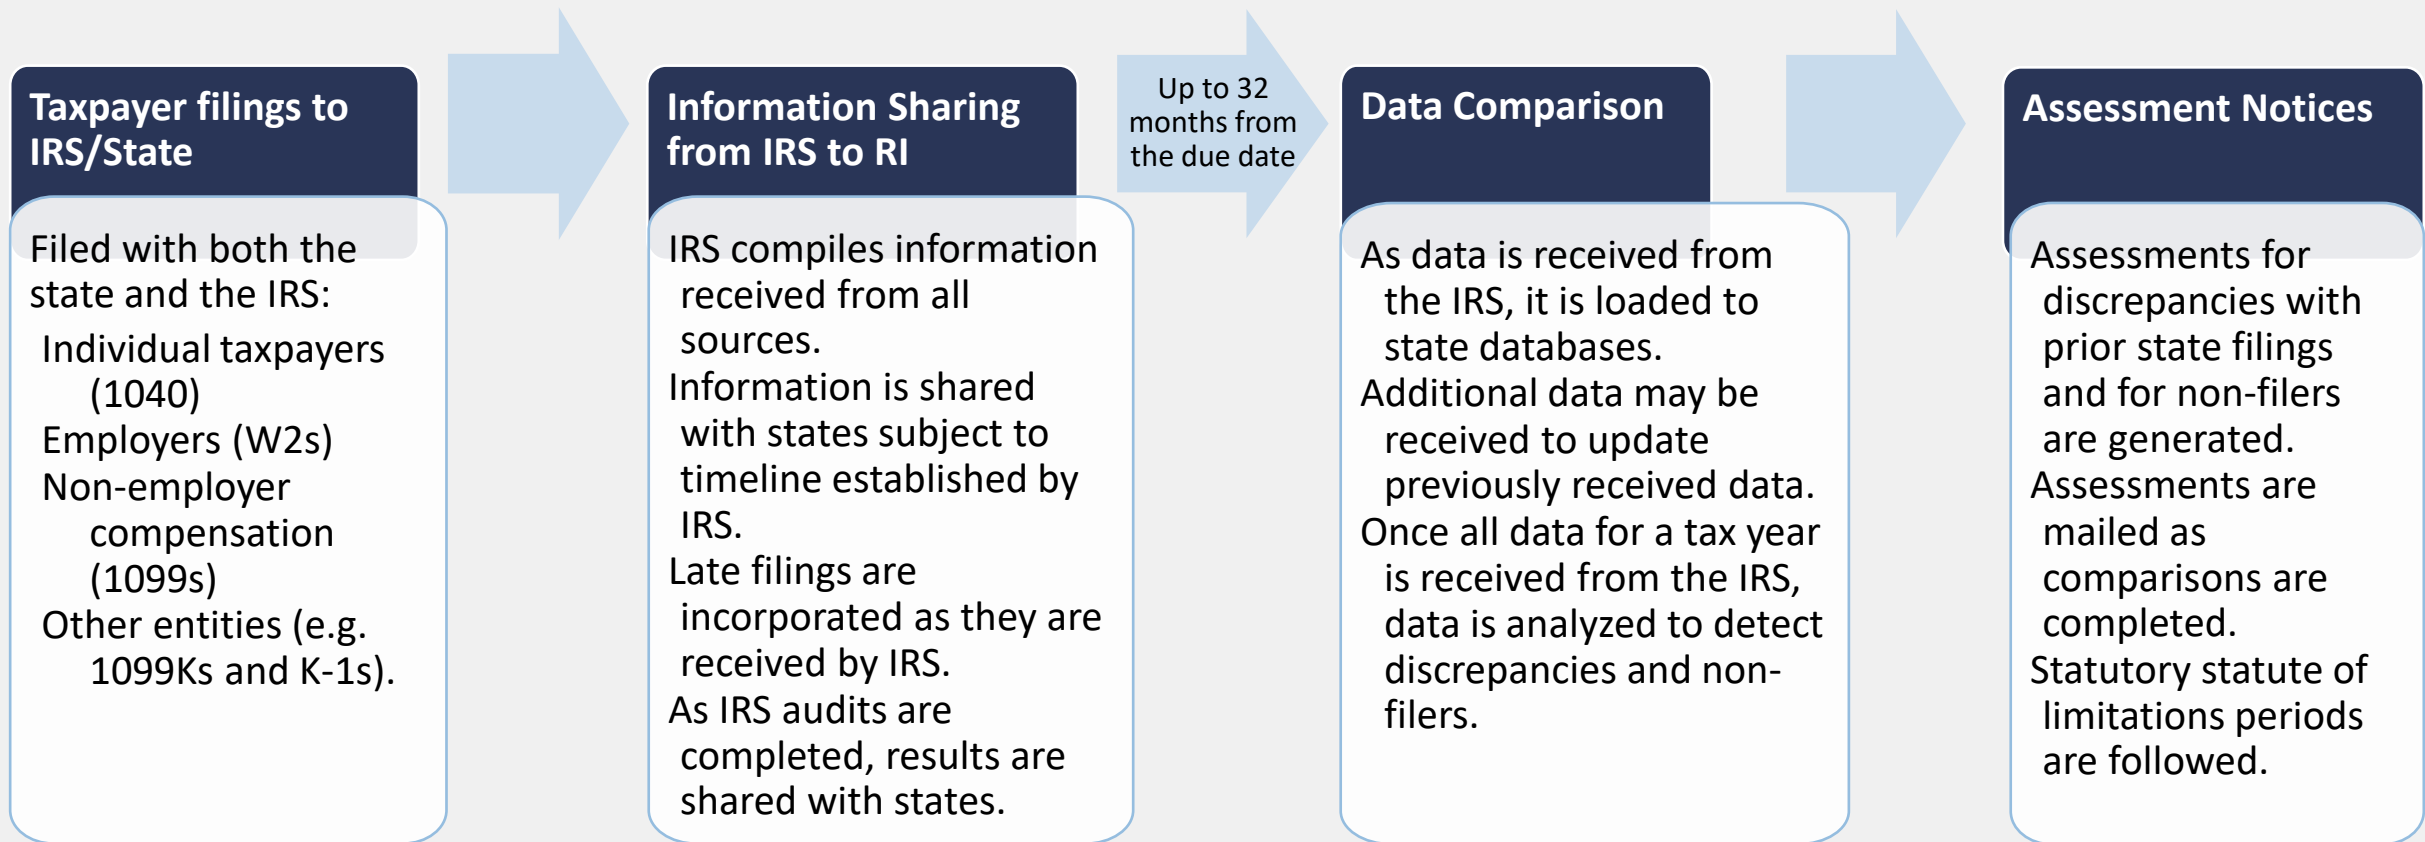 Taxpayer filings to
IRS/State
Filed with both the
state and the IRS:
Individual taxpayers
(1040)
Employers (W2s)
Non-employer
compensation
(1099s)
Other entities (e.g.
1099Ks and K-1s).
Information Sharing
from IRS to RI
IRS compiles information
received from all
sources.
Information is shared
with states subject to
timeline established by
IRS.
Late filings are
incorporated as they are
received by IRS.
As IRS audits are
completed, results are
shared with states.
Up to 32
months from
the due date
Data Comparison
As data is received from
the IRS, it is loaded to
state databases.
Additional data may be
received to update
previously received data.
Once all data for a tax year
is received from the IRS,
data is analyzed to detect
discrepancies and non-
filers.
Assessment Notices
Assessments for
discrepancies with
prior state filings
and for non-filers
are generated.
Assessments are
mailed as
comparisons are
completed.
Statutory statute of
limitations periods
are followed.